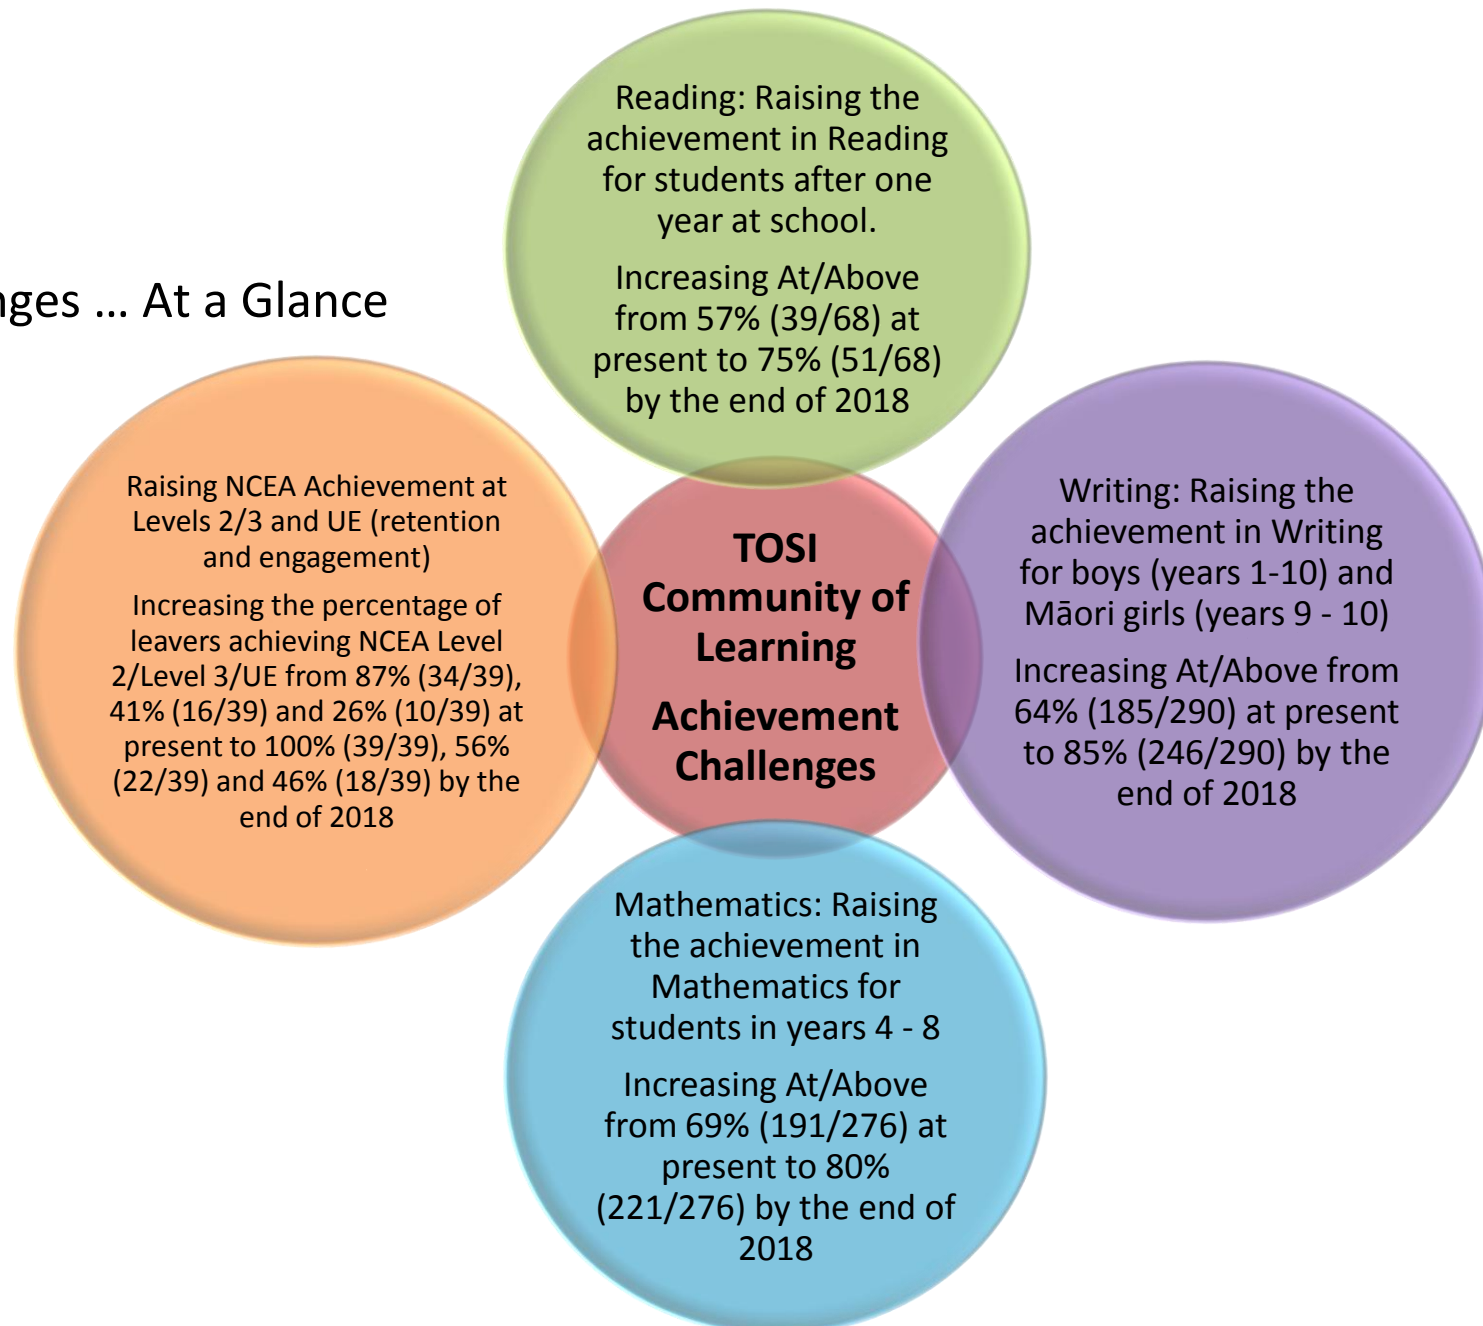 nges ... At a Glance
Reading: Raising the
achievement in Reading
for students after one
year at school.
Increasing At/Above
from 57% (39/68) at
present to 75% (51/68)
by the end of 2018
Raising NCEA Achievement at
Levels 2/3 and UE (retention
and engagement)
Increasing the percentage of
leavers achieving NCEA Level
2/Level 3/UE from 87% (34/39),
41% (16/39) and 26% (10/39) at
present to 100% (39/39), 56%
(22/39) and 46% (18/39) by the
end of 2018
TOSI
Community of
Learning
Achievement
Challenges
Writing: Raising the
achievement in Writing
for boys (years 1-10) and
Māori girls (years 9 - 10)
Increasing At/Above from
64% (185/290) at present
to 85% (246/290) by the
end of 2018
Mathematics: Raising
the achievement in
Mathematics for
students in years 4 - 8
Increasing At/Above
from 69% (191/276) at
present to 80%
(221/276) by the end of
2018